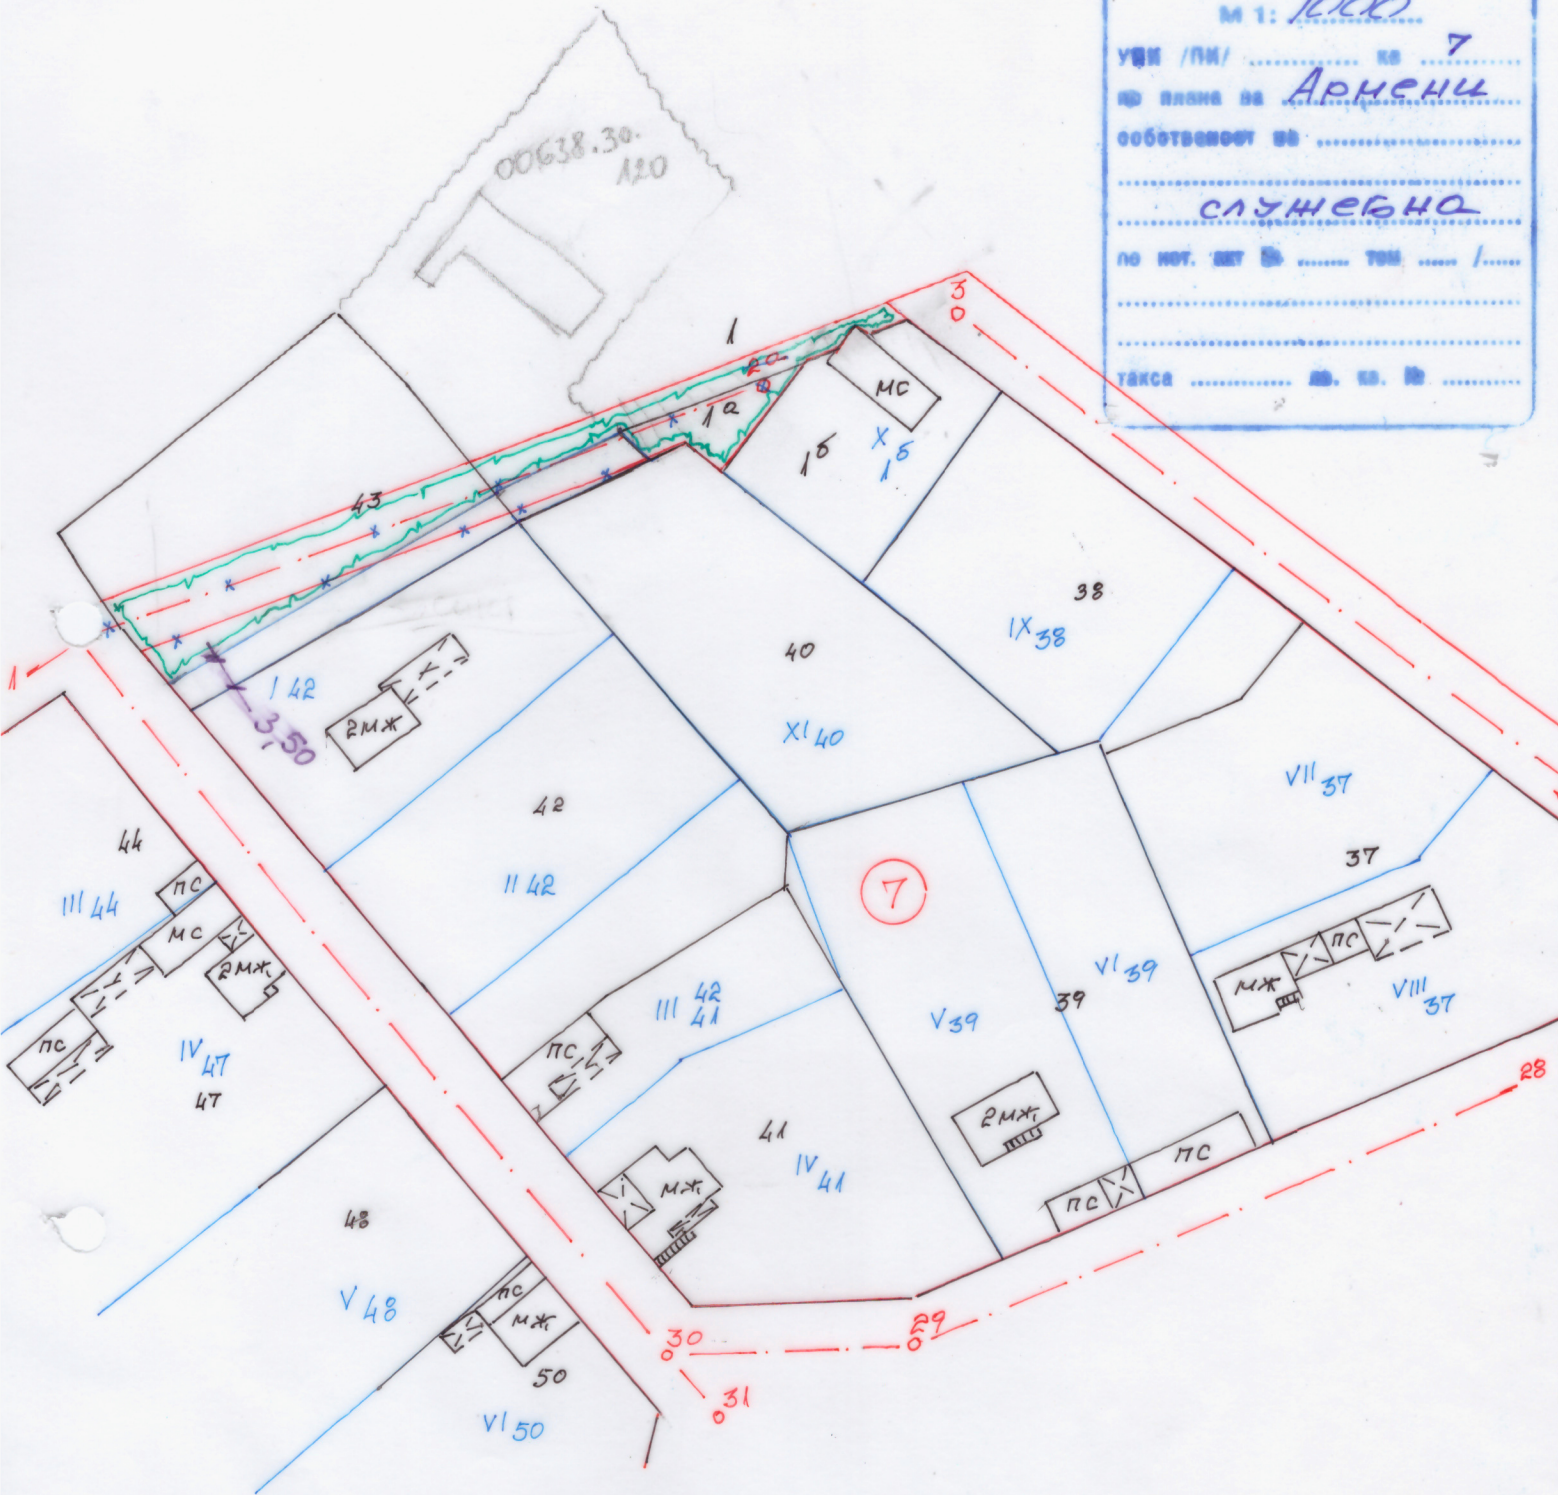 М 1: 1000
УПИ /ПИ/ ............ кв ..7..
по плана на Армени
собственост на
служебна
по нот. акт № ........ том ...... /......
такса ............. лв. кв. № ..........
00638.30.
120
3
1
2а
1а
МС
1б
X 1б
43
38
IX 38
1
I 42
2МЖ
3,50
40
XI 40
42
VII 37
44
37
II 42
7
ПС
III 44
МС
ПС
2МЖ
VI 39
МЖ
VIII 37
III 42 41
39
V 39
ПС
ПС
IV 47
28
47
2МЖ
41
ПС
IV 41
МЖ
ПС
48
ПС
V 48
МЖ
29
30
50
31
VI 50